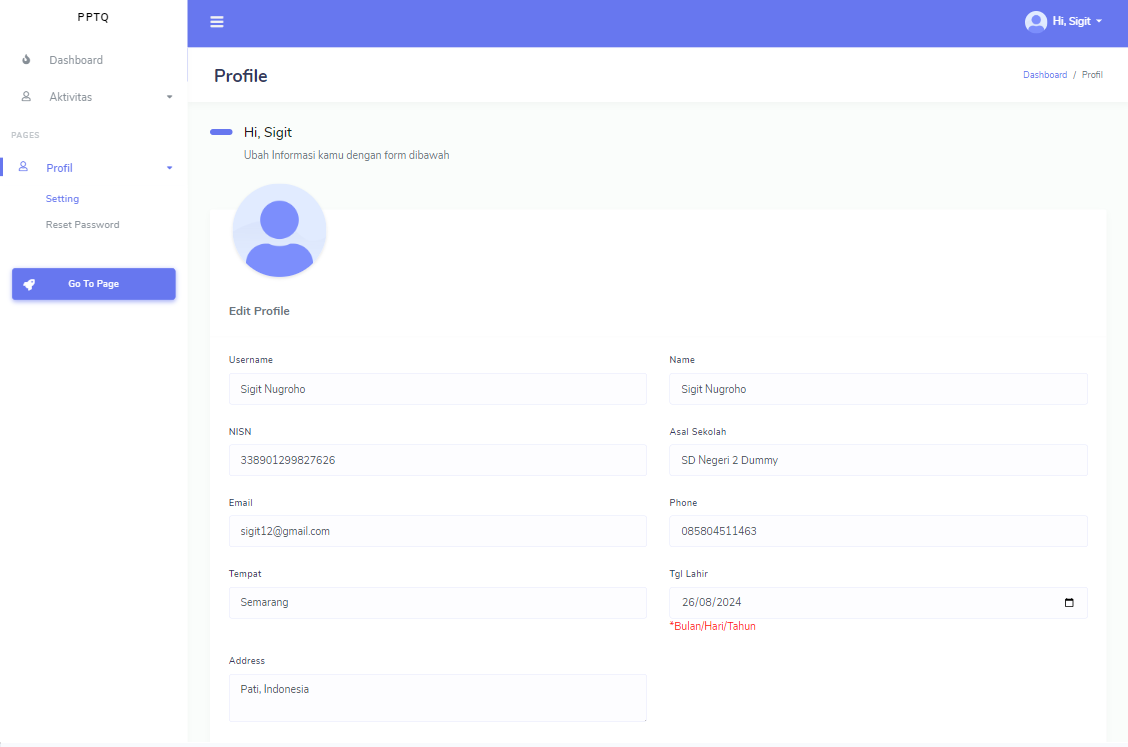 PPTQ
Hi, Sigit
Dashboard
Aktivitas
PAGES
Profil
Setting
Reset Password
Go To Page
Profile
Dashboard / Profil
Hi, Sigit
Ubah Informasi kamu dengan form dibawah
Edit Profile
Username
Sigit Nugroho
Name
Sigit Nugroho
NISN
338901299827626
Asal Sekolah
SD Negeri 2 Dummy
Email
sigit12@gmail.com
Phone
085804511463
Tempat
Semarang
Tgl Lahir
26/08/2024
*Bulan/Hari/Tahun
Address
Pati, Indonesia